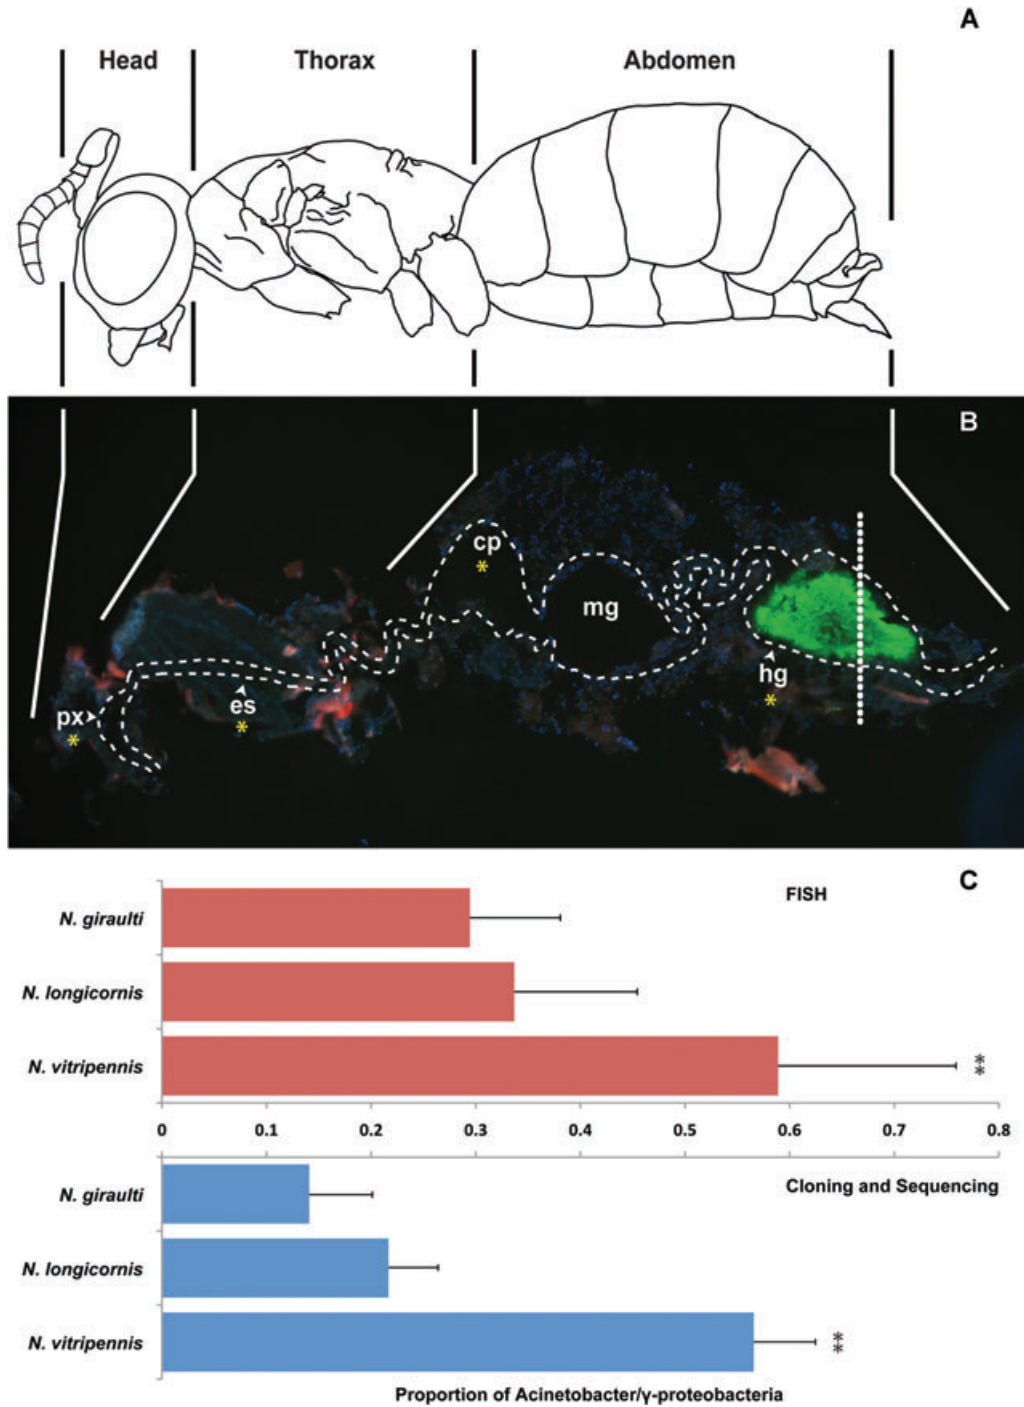 A
Head Thorax Abdomen
B
cp
*
mg
hg
*
px
*
es
*
C
FISH
N. giraulti
N. longicornis
N. vitripennis
**
0 0.1 0.2 0.3 0.4 0.5 0.6 0.7 0.8
Cloning and Sequencing
N. giraulti
N. longicornis
N. vitripennis
**
Proportion of Acinetobacter/γ-proteobacteria